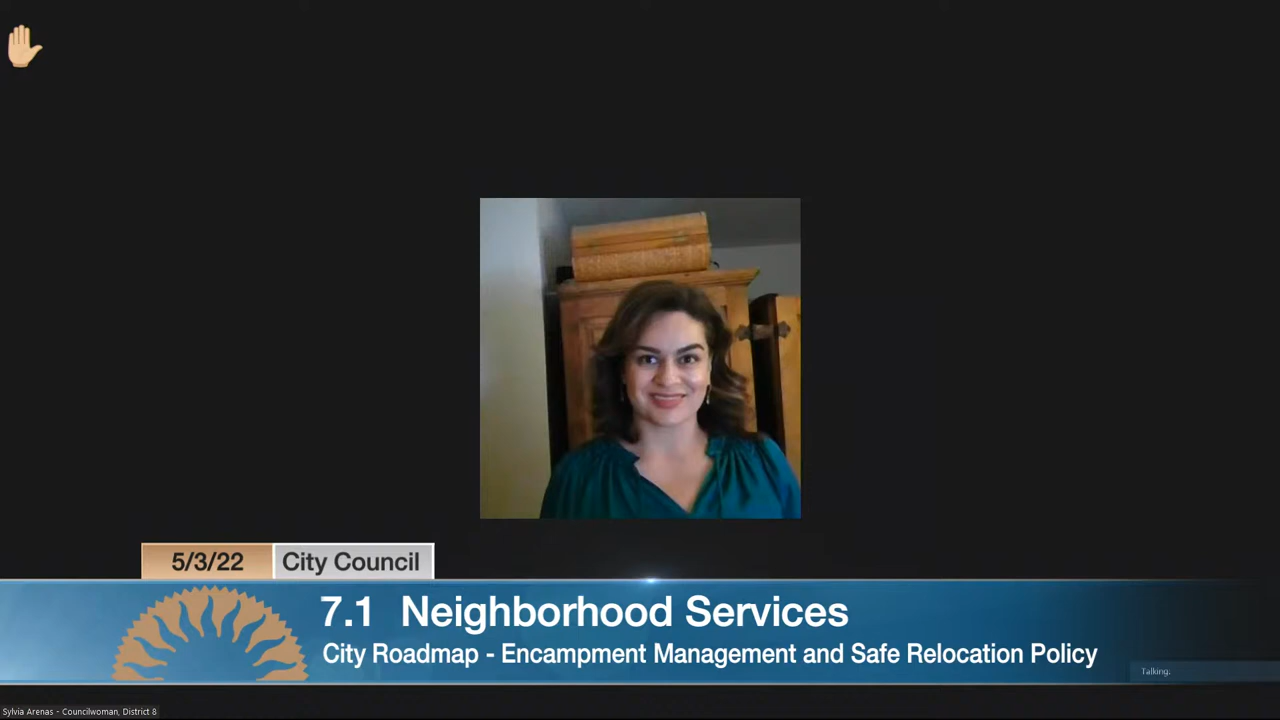 5/3/22 City Council
7.1 Neighborhood Services
City Roadmap - Encampment Management and Safe Relocation Policy
Talking.
Sylvia Arenas - Councilwoman, District 8